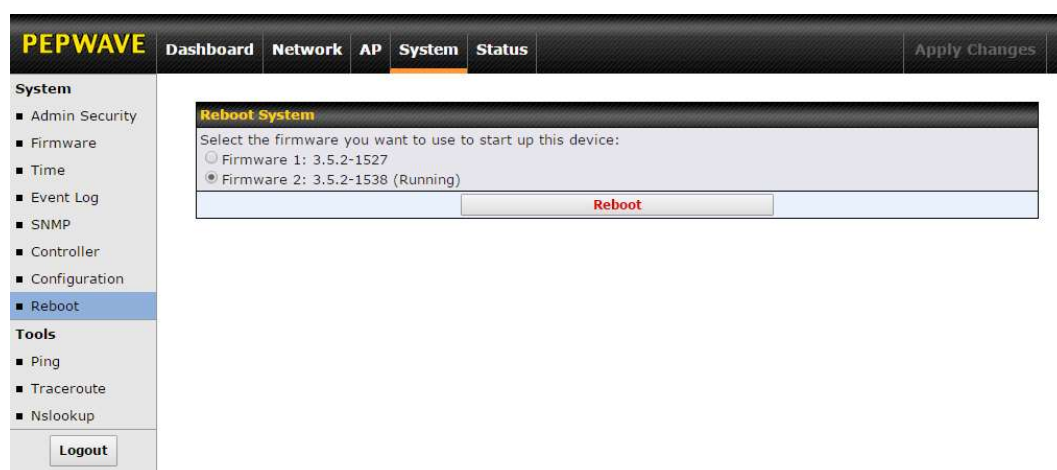 PEPWAVE
Dashboard Network AP System Status Apply Changes
System
Admin Security
Firmware
Time
Event Log
SNMP
Controller
Configuration
Reboot
Tools
Ping
Traceroute
Nslookup
Logout
Reboot System
Select the firmware you want to use to start up this device:
Firmware 1: 3.5.2-1527
Firmware 2: 3.5.2-1538 (Running)
Reboot